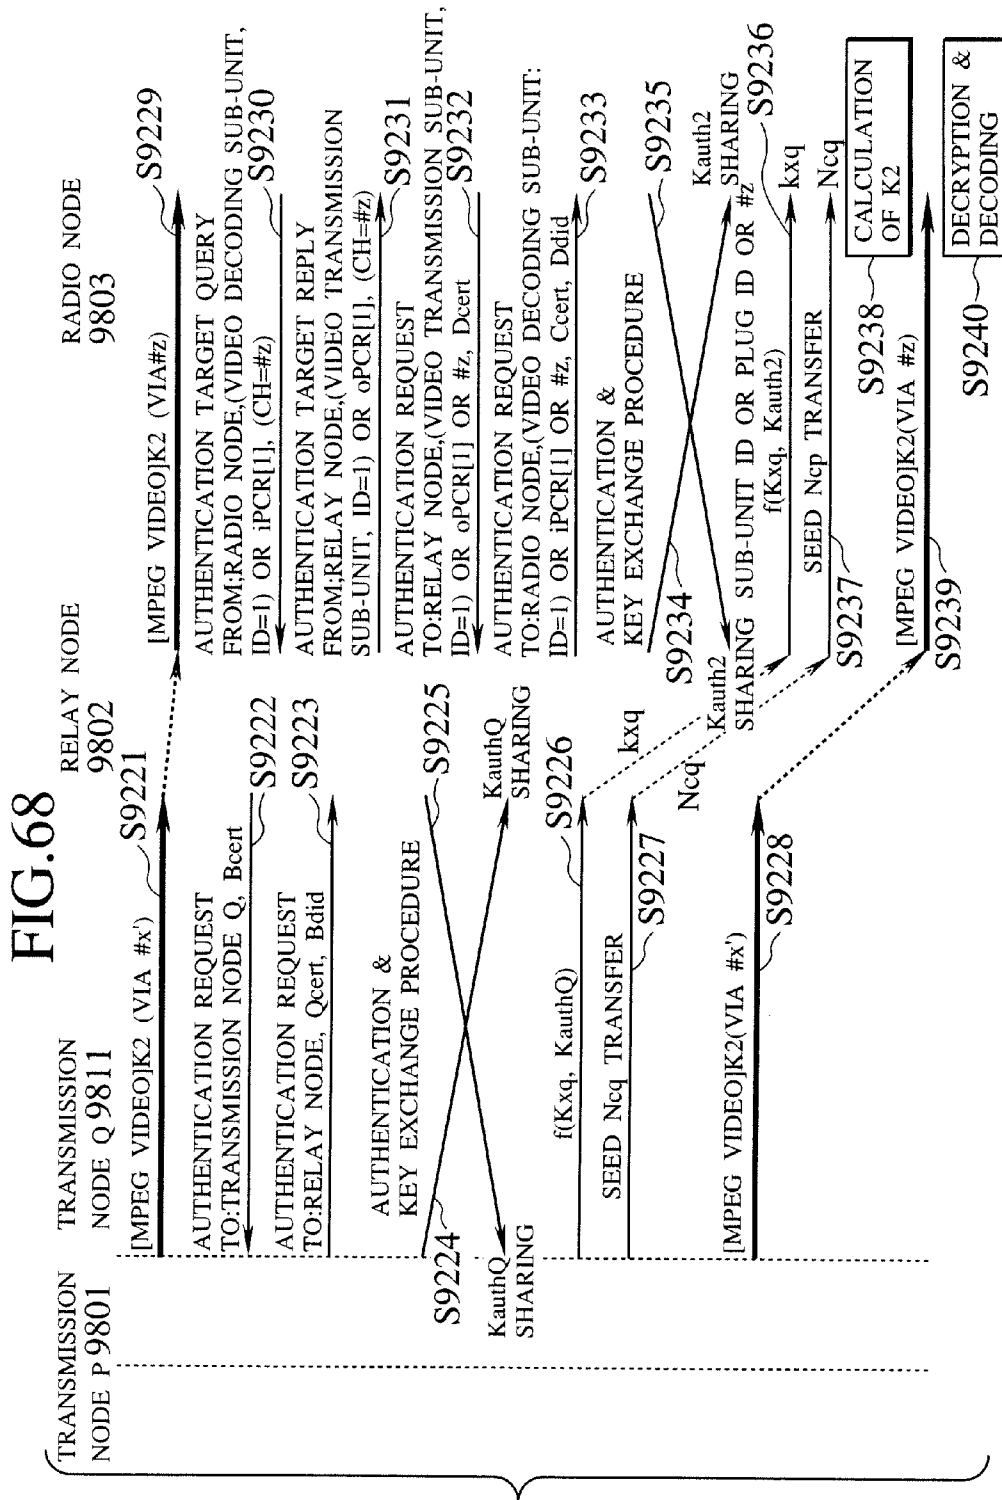 FIG.68
TRANSMISSION
NODE P 9801
TRANSMISSION
NODE Q 9811
RELAY NODE
9802
RADIO NODE
9803
[MPEG VIDEO]K2 (VIA #x')
S9221
AUTHENTICATION REQUEST
TO:TRANSMISSION NODE Q, Bcert
S9222
AUTHENTICATION REQUEST
TO:RELAY NODE, Qcert, Bdid
S9223
AUTHENTICATION &
KEY EXCHANGE PROCEDURE
S9224
S9225
KauthQ
SHARING
KauthQ
SHARING
f(Kxq, KauthQ)
S9226
kxq
SEED Ncq TRANSFER
S9227
Ncq
[MPEG VIDEO]K2(VIA #x')
S9228
[MPEG VIDEO]K2 (VIA#z)
S9229
AUTHENTICATION TARGET QUERY
FROM;RADIO NODE,(VIDEO DECODING SUB-UNIT,
ID=1) OR iPCR[1], (CH=#z)
S9230
AUTHENTICATION TARGET REPLY
FROM;RELAY NODE,(VIDEO TRANSMISSION
SUB-UNIT, ID=1) OR oPCR[1], (CH=#z)
S9231
AUTHENTICATION REQUEST
TO:RELAY NODE,(VIDEO TRANSMISSION SUB-UNIT,
ID=1) OR oPCR[1] OR #z, Dcert
S9232
AUTHENTICATION REQUEST
TO:RADIO NODE,(VIDEO DECODING SUB-UNIT:
ID=1) OR iPCR[1] OR #z, Ccert, Ddid
S9233
AUTHENTICATION &
KEY EXCHANGE PROCEDURE
S9234
S9235
Kauth2
SHARING
Kauth2
SHARING
SUB-UNIT ID OR PLUG ID OR #z
f(Kxq, Kauth2)
S9236
kxq
SEED Ncp TRANSFER
S9237
Ncq
CALCULATION
OF K2
S9238
[MPEG VIDEO]K2(VIA #z)
S9239
DECRYPTION &
DECODING
S9240